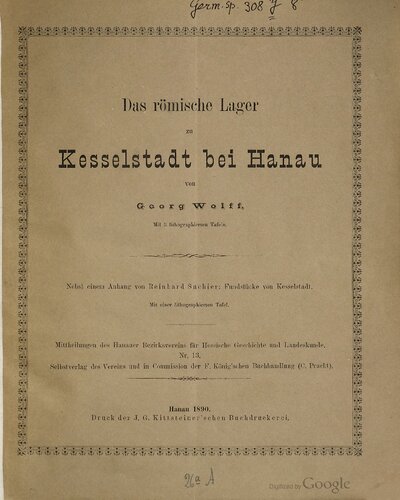 Germ. sp. 308 y 8
Das römische Lager
zu
Kesselstadt bei Hanau
von
Georg Wolff.
Mit 3 lithographierten Tafeln.
Nebst einem Anhang von Reinhard Suchier: Fundstücke von Kesselstadt.
Mit einer lithographierten Tafel.
Mittheilungen des Hanauer Bezirksvereins für Hessische Geschichte und Landeskunde,
Nr. 13,
Selbstverlag des Vereins und in Commission der F. König'schen Buchhandlung (C. Pracht).
Hanau 1890.
Druck der J. G. Kittsteiner'schen Buchdruckerei.
26a A
Digitized by Google